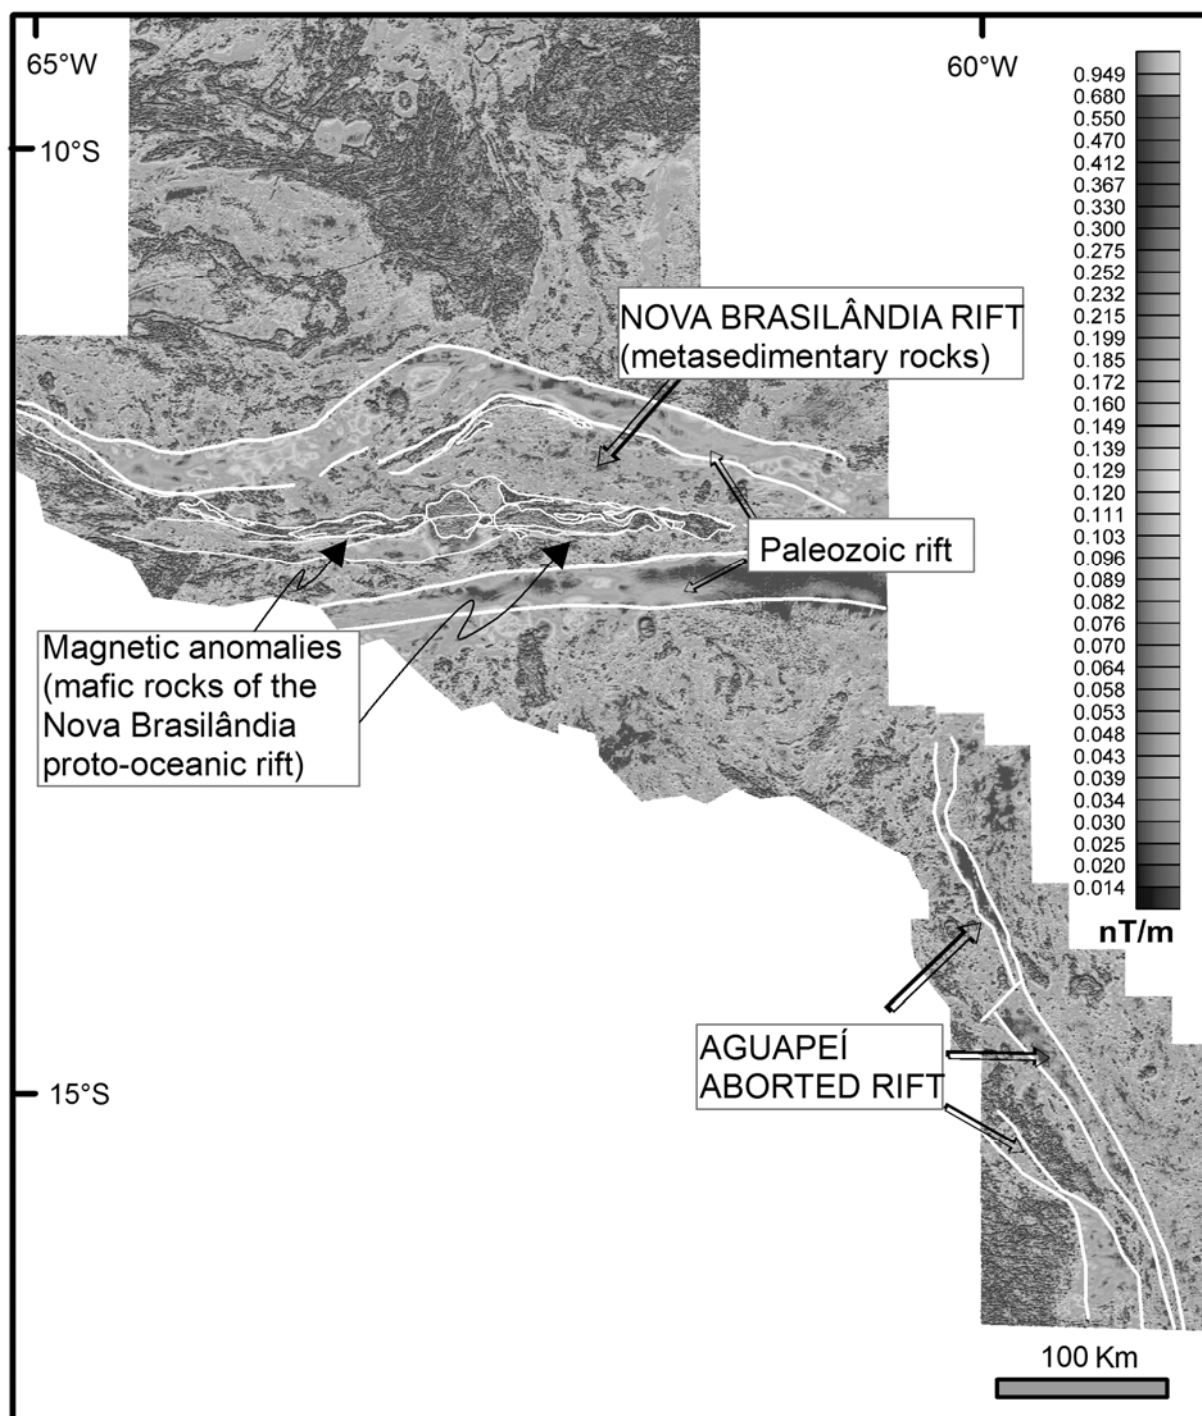 65°W
60°W
10°S
15°S
NOVA BRASILÂNDIA RIFT
(metasedimentary rocks)
Paleozoic rift
Magnetic anomalies
(mafic rocks of the
Nova Brasilândia
proto-oceanic rift)
AGUAPEÍ
ABORTED RIFT
0.949
0.680
0.550
0.470
0.412
0.367
0.330
0.300
0.275
0.252
0.232
0.215
0.199
0.185
0.172
0.160
0.149
0.139
0.129
0.120
0.111
0.103
0.096
0.089
0.082
0.076
0.070
0.064
0.058
0.053
0.048
0.043
0.039
0.034
0.030
0.025
0.020
0.014
nT/m
100 Km